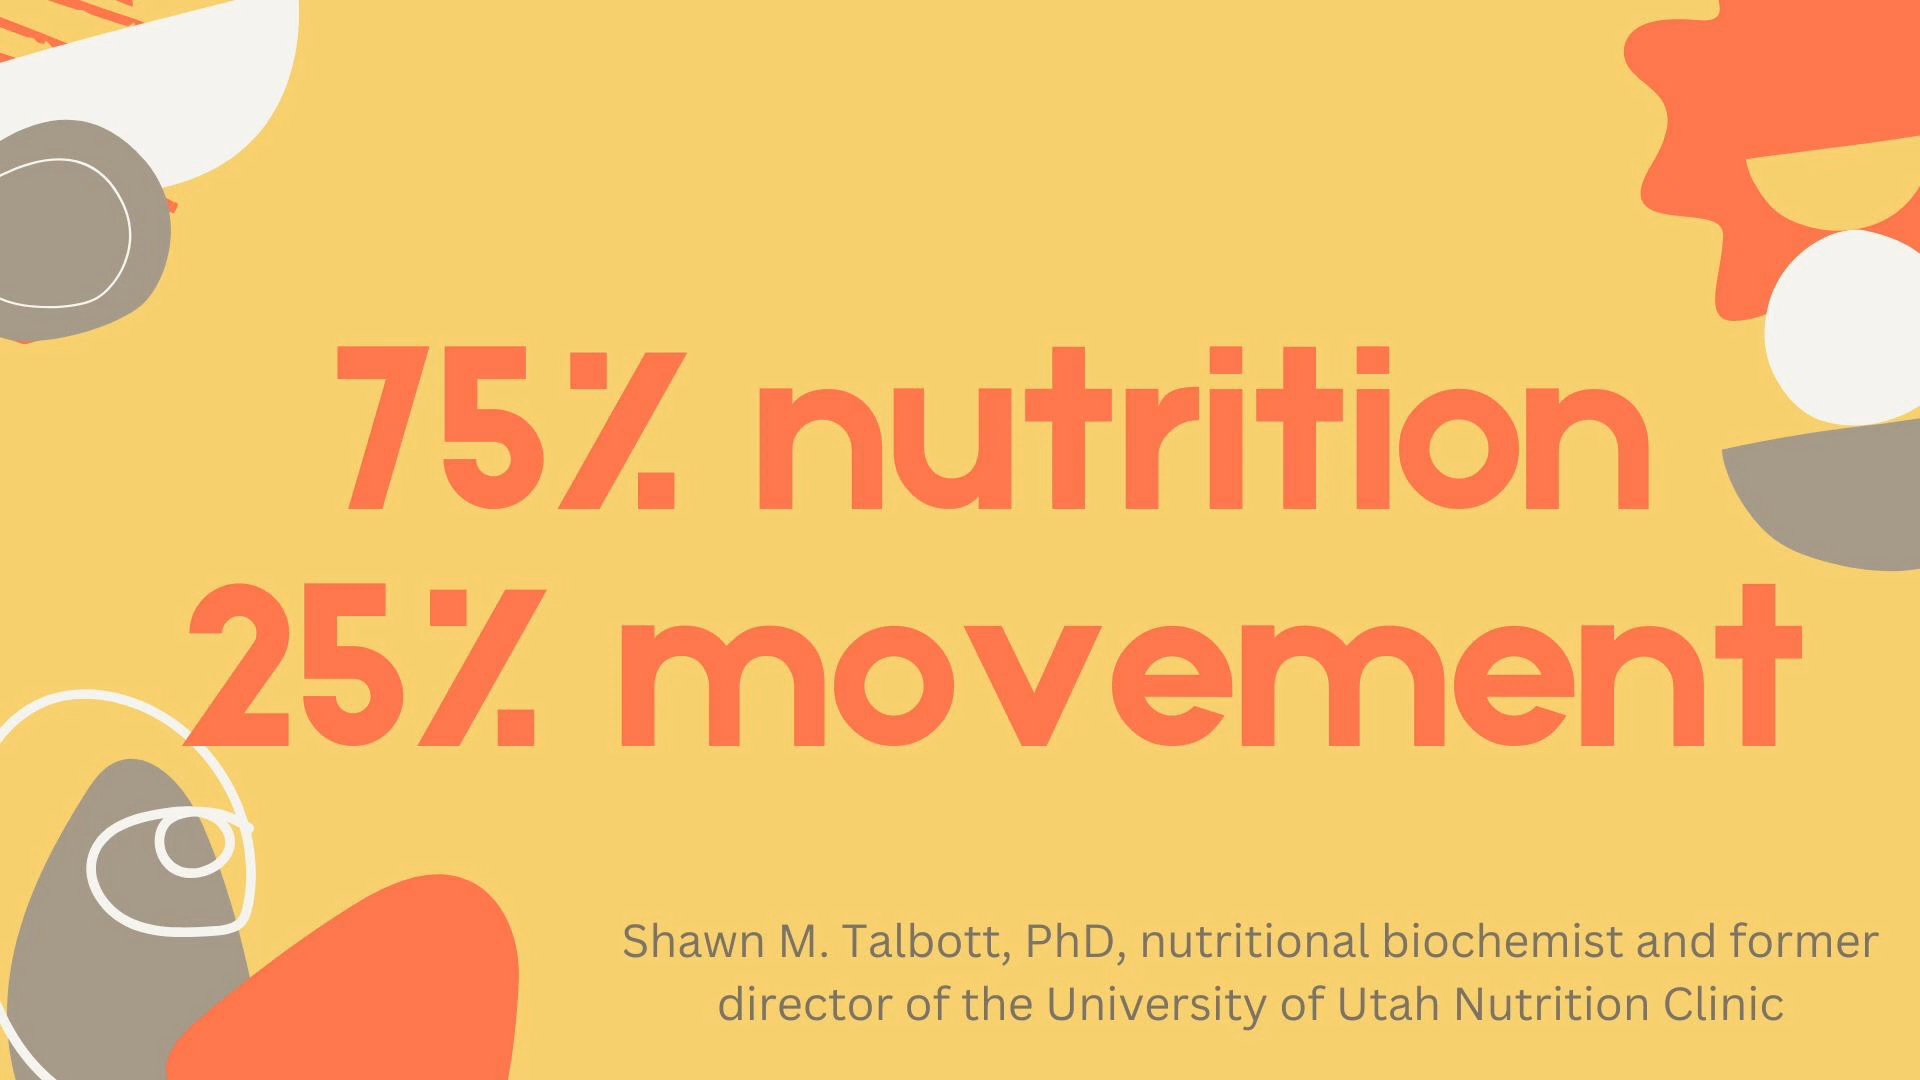 75% nutrition
25% movement
Shawn M. Talbott, PhD, nutritional biochemist and former
director of the University of Utah Nutrition Clinic